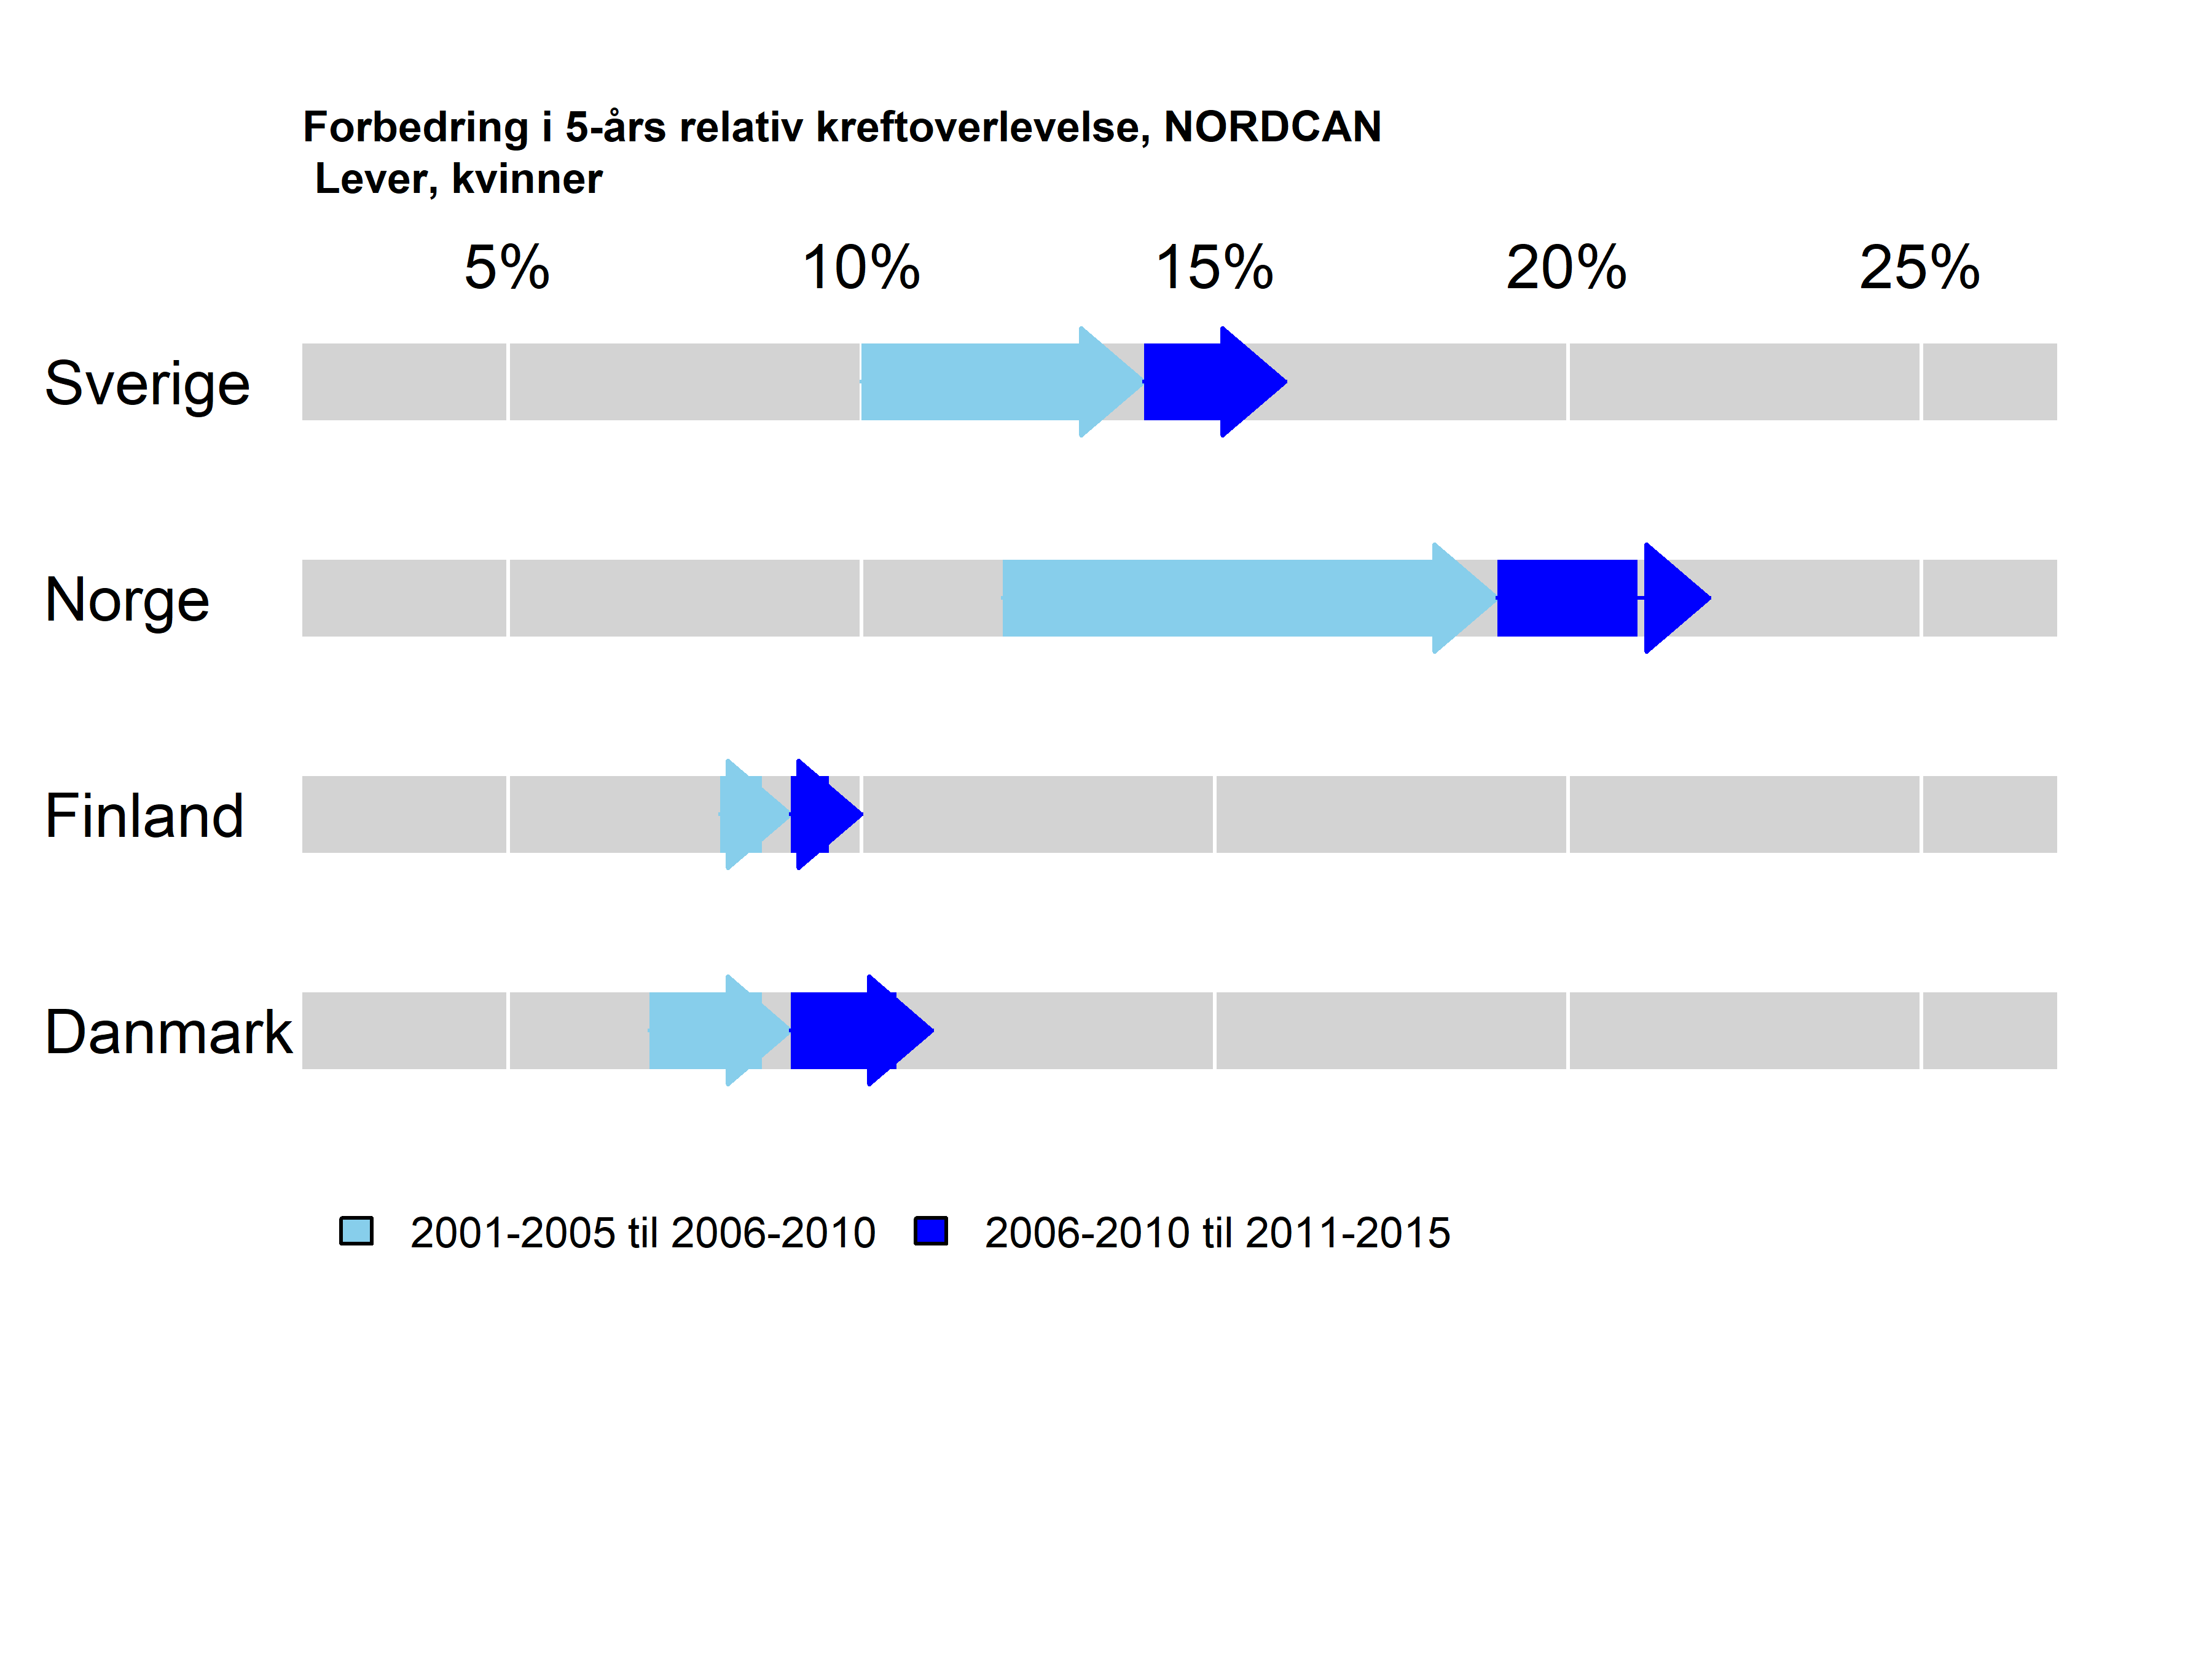 Forbedring i 5-års relativ kreftoverlevelse, NORDCAN
Lever, kvinner
5% 10% 15% 20% 25%
Sverige
Norge
Finland
Danmark
2001-2005 til 2006-2010 2006-2010 til 2011-2015